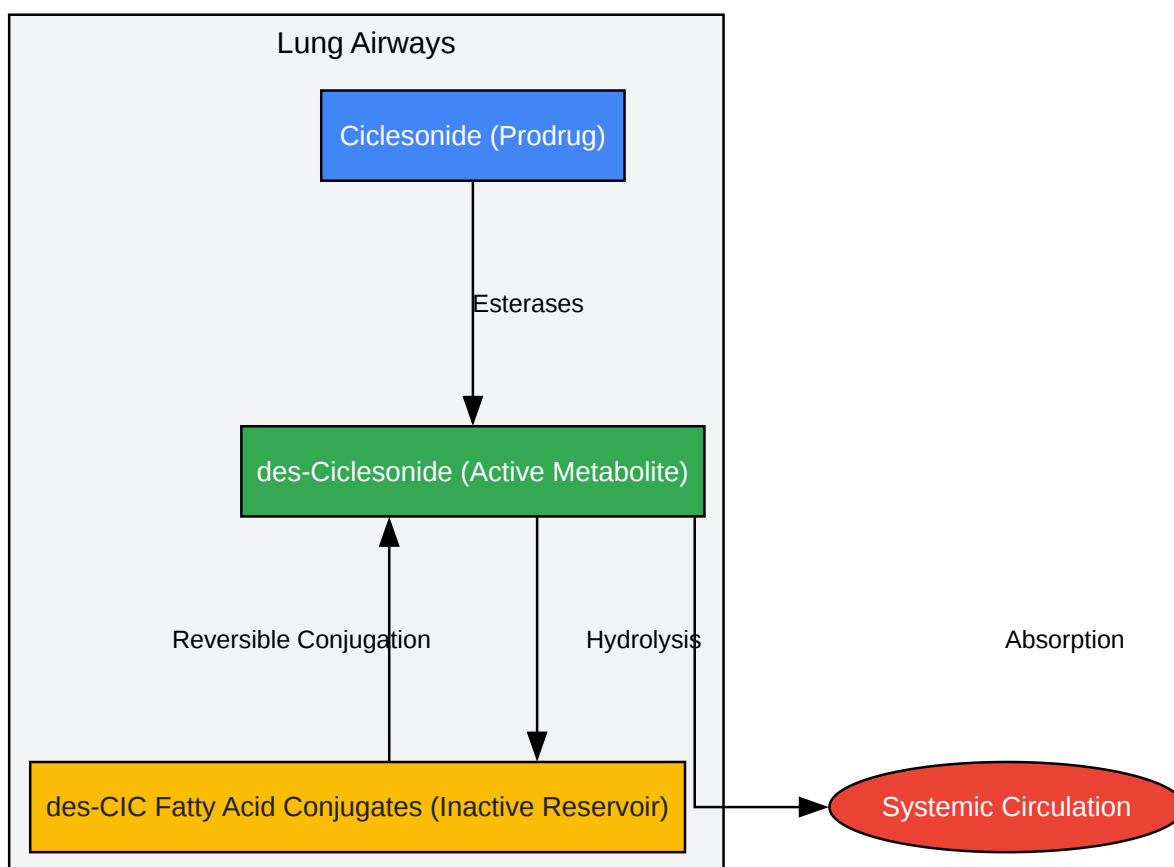 Lung Airways
Ciclesonide (Prodrug)
Esterases
des-Ciclesonide (Active Metabolite)
Reversible Conjugation
Hydrolysis
Absorption
des-CIC Fatty Acid Conjugates (Inactive Reservoir)
Systemic Circulation